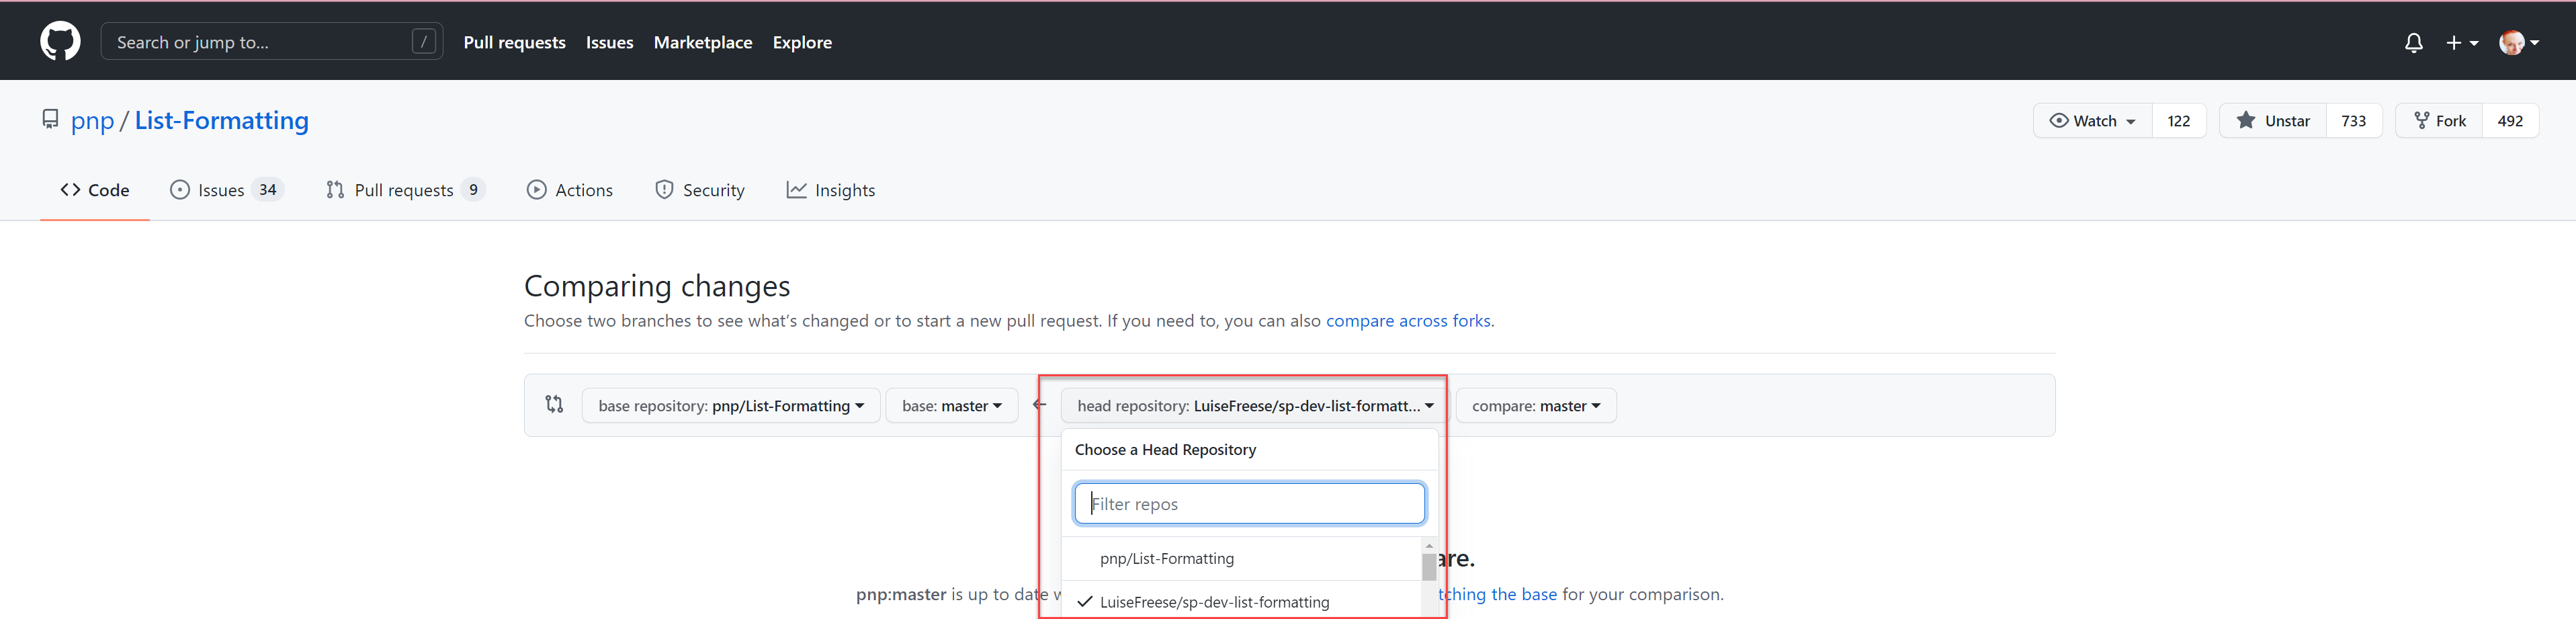 Search or jump to... / Pull requests Issues Marketplace Explore
pnp / List-Formatting Watch 122 Unstar 733 Fork 492
Code Issues 34 Pull requests 9 Actions Security Insights
Comparing changes
Choose two branches to see what's changed or to start a new pull request. If you need to, you can also compare across forks.
base repository: pnp/List-Formatting base: master head repository: LuiseFreese/sp-dev-list-formatt... compare: master
Choose a Head Repository
Filter repos
pnp/List-Formatting are.
pnp:master is up to date LuiseFreese/sp-dev-list-formatting tching the base for your comparison.